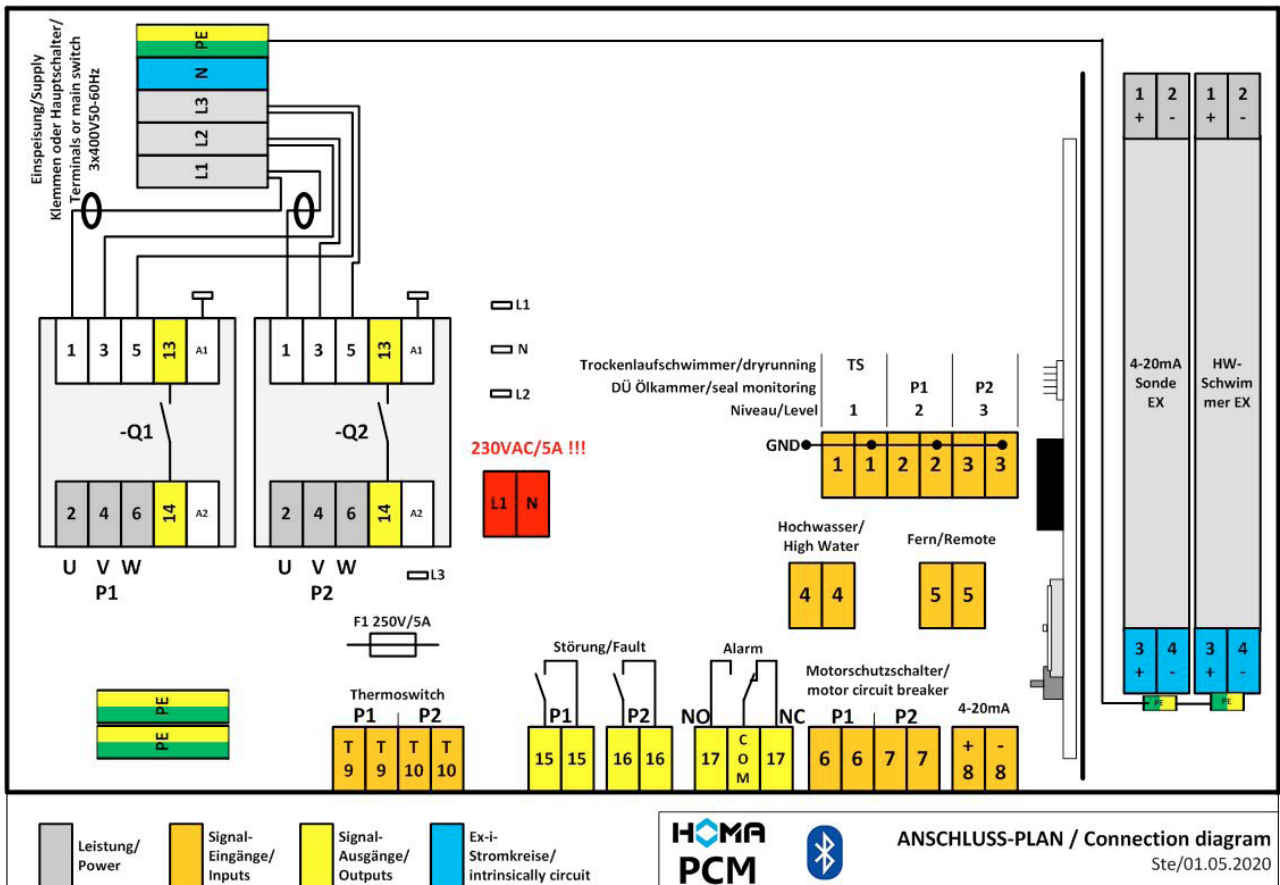 Einspeisung/Supply
Klemmen oder Hauptschalter/
Terminals or main switch
3x400V50-60Hz
PE
N
L3
L2
L1
1 3 5 13 A1
-Q1
2 4 6 14 A2
U V W
P1
1 3 5 13 A1
-Q2
2 4 6 14 A2
U V W
P2
L1
N
L2
L3
230VAC/5A !!!
L1 N
F1 250V/5A
Trockenlaufschwimmer/dryrunning TS
DÜ Ölkammer/seal monitoring P1 P2
Niveau/Level 1 2 3
GND
1 1 2 2 3 3
Hochwasser/
High Water
4 4
Fern/Remote
5 5
PE
PE
Thermoswitch
P1 P2
T 9 T 9 T 10 T 10
Störung/Fault
P1 P2
15 15 16 16
Alarm
NO NC
17 COM 17
Motorschutzschalter/
motor circuit breaker
P1 P2
6 6 7 7
4-20mA
+ -
8 8
1 2 1 2
+ - + -
4-20mA
Sonde
EX
HW-
Schwim
mer EX
3 4 3 4
+ - + -
PE PE
Leistung/
Power
Signal-
Eingänge/
Inputs
Signal-
Ausgänge/
Outputs
Ex-i-
Stromkreise/
intrinsically circuit
HOMA
PCM
ANSCHLUSS-PLAN / Connection diagram
Ste/01.05.2020